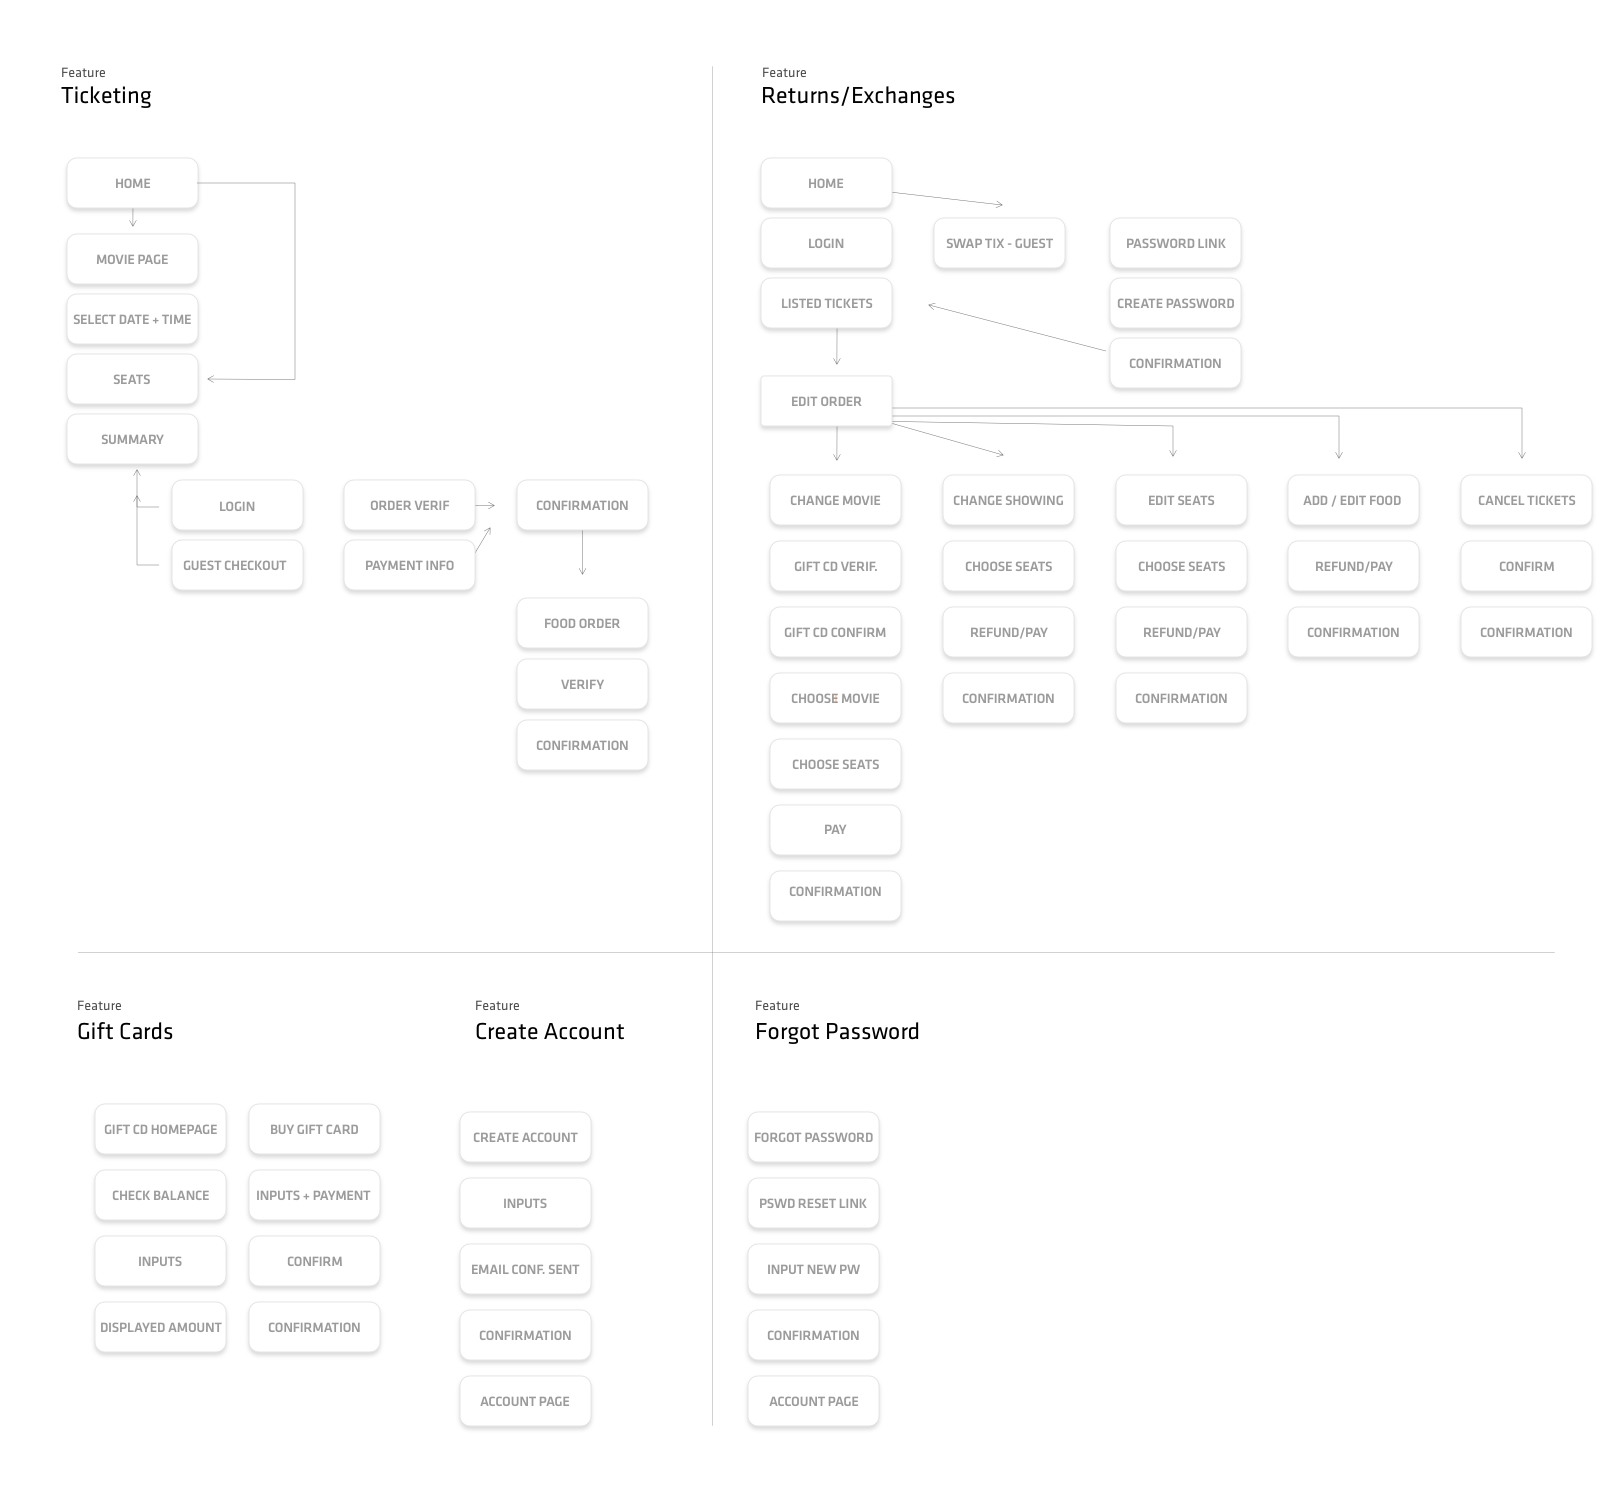 Feature
Ticketing
HOME
MOVIE PAGE
SELECT DATE + TIME
SEATS
SUMMARY
LOGIN
GUEST CHECKOUT
ORDER VERIF
PAYMENT INFO
CONFIRMATION
FOOD ORDER
VERIFY
CONFIRMATION
Feature
Returns/Exchanges
HOME
LOGIN
LISTED TICKETS
EDIT ORDER
SWAP TIX - GUEST
PASSWORD LINK
CREATE PASSWORD
CONFIRMATION
CHANGE MOVIE
GIFT CD VERIF.
GIFT CD CONFIRM
CHOOSE MOVIE
CHOOSE SEATS
PAY
CONFIRMATION
CHANGE SHOWING
CHOOSE SEATS
REFUND/PAY
CONFIRMATION
EDIT SEATS
CHOOSE SEATS
REFUND/PAY
CONFIRMATION
ADD / EDIT FOOD
REFUND/PAY
CONFIRMATION
CANCEL TICKETS
CONFIRM
CONFIRMATION
Feature
Gift Cards
GIFT CD HOMEPAGE
CHECK BALANCE
INPUTS
DISPLAYED AMOUNT
BUY GIFT CARD
INPUTS + PAYMENT
CONFIRM
CONFIRMATION
Feature
Create Account
CREATE ACCOUNT
INPUTS
EMAIL CONF. SENT
CONFIRMATION
ACCOUNT PAGE
Feature
Forgot Password
FORGOT PASSWORD
PSWD RESET LINK
INPUT NEW PW
CONFIRMATION
ACCOUNT PAGE